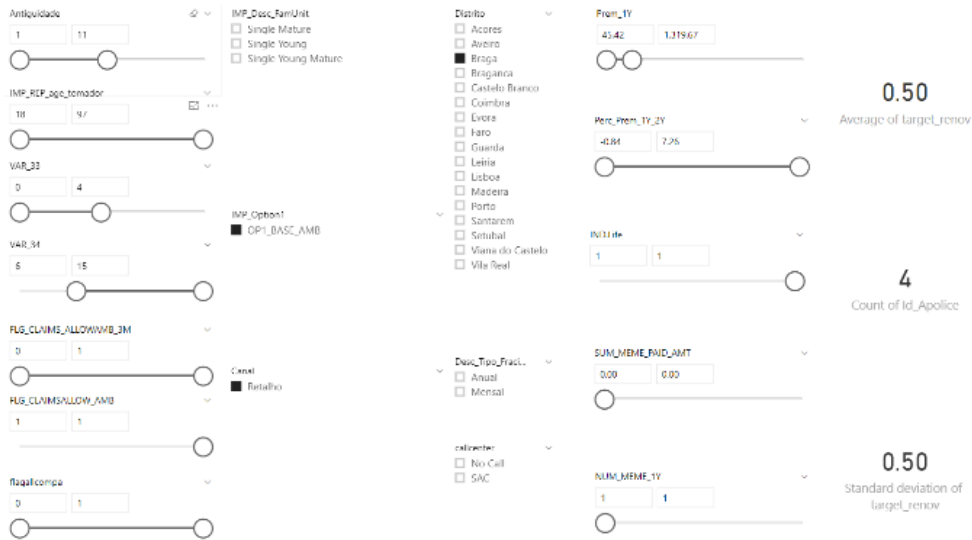 Antiguidade
1 11
IMP_REP_age_tomador
18 97
VAR_33
0 4
VAR_34
6 15
FLG_CLAIMS_ALLOWAMB_3M
0 1
FLG_CLAIMSALLOW_AMB
1 1
flagallcompa
0 1
IMP_Desc_FamUnit
Single Mature
Single Young
Single Young Mature
IMP_Option1
OP1_BASE_AMB
Canal
Retalho
Distrito
Acores
Aveiro
Braga
Braganca
Castelo Branco
Coimbra
Evora
Faro
Guarda
Leiria
Lisboa
Madeira
Porto
Santarem
Setubal
Viana do Castelo
Vila Real
Desc_Tipo_Fraci...
Anual
Mensal
callcenter
No Call
SAC
Prem_1Y
45.42 1,319.67
Perc_Prem_1Y_2Y
-0.84 7.26
1 1
SUM_MEME_PAID_AMT
0.00 0.00
NUM_MEME_1Y
1 1
0.50
Average of target_renov
4
Count of Id_Apolice
0.50
Standard deviation of
target_renov